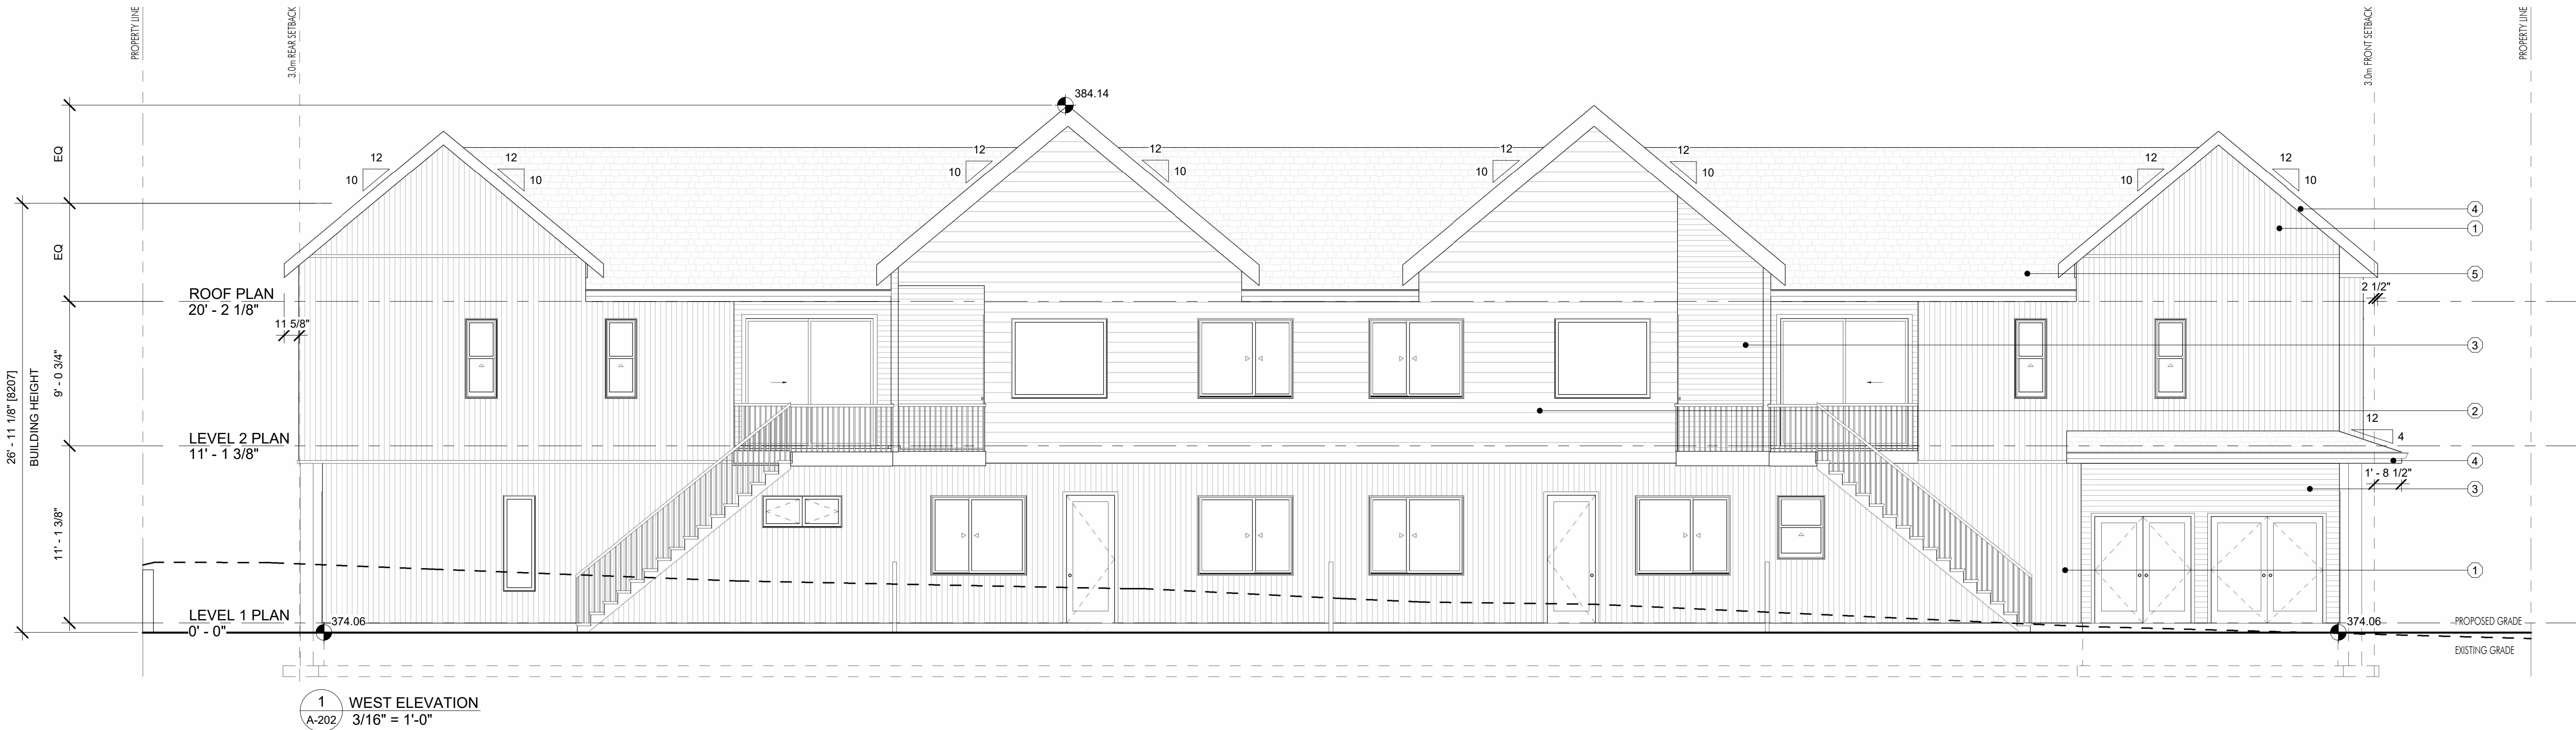 PROPERTY LINE
3.0m REAR SETBACK
3.0m FRONT SETBACK
PROPERTY LINE
384.14
12
10
12
10
12
10
12
10
12
10
12
10
12
10
12
10
EQ
EQ
4
1
5
ROOF PLAN
20' - 2 1/8"
2 1/2"
11 5/8"
3
9' - 0 3/4"
26' - 11 1/8" [8207]
BUILDING HEIGHT
2
12
4
LEVEL 2 PLAN
11' - 1 3/8"
4
1' - 8 1/2"
3
11' - 1 3/8"
1
LEVEL 1 PLAN
0' - 0"
374.06
374.06
PROPOSED GRADE
EXISTING GRADE
1
A-202
WEST ELEVATION
3/16" = 1'-0"